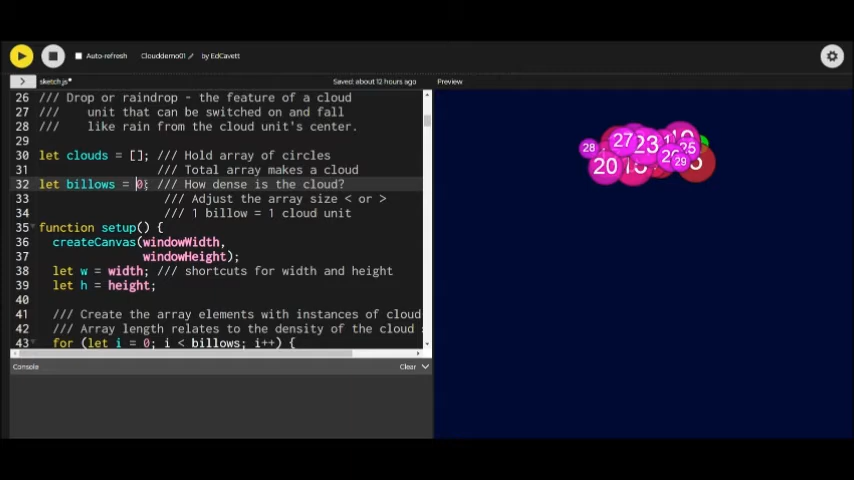 Auto-refresh Clouddemo01 by EdCavett
sketch.js* Saved: about 12 hours ago Preview
26 /// Drop or raindrop - the feature of a cloud
27 /// unit that can be switched on and fall
28 /// like rain from the cloud unit's center.
29
30 let clouds = []; /// Hold array of circles
31 /// Total array makes a cloud
32 let billows = 0; /// How dense is the cloud?
33 /// Adjust the array size < or >
34 /// 1 billow = 1 cloud unit
35 function setup() {
36 createCanvas(windowWidth,
37 windowHeight);
38 let w = width; /// shortcuts for width and height
39 let h = height;
40
41 /// Create the array elements with instances of cloud
42 /// Array length relates to the density of the cloud
43 for (let i = 0; i < billows; i++) {
Console Clear
28 27 23 19 25 29 20